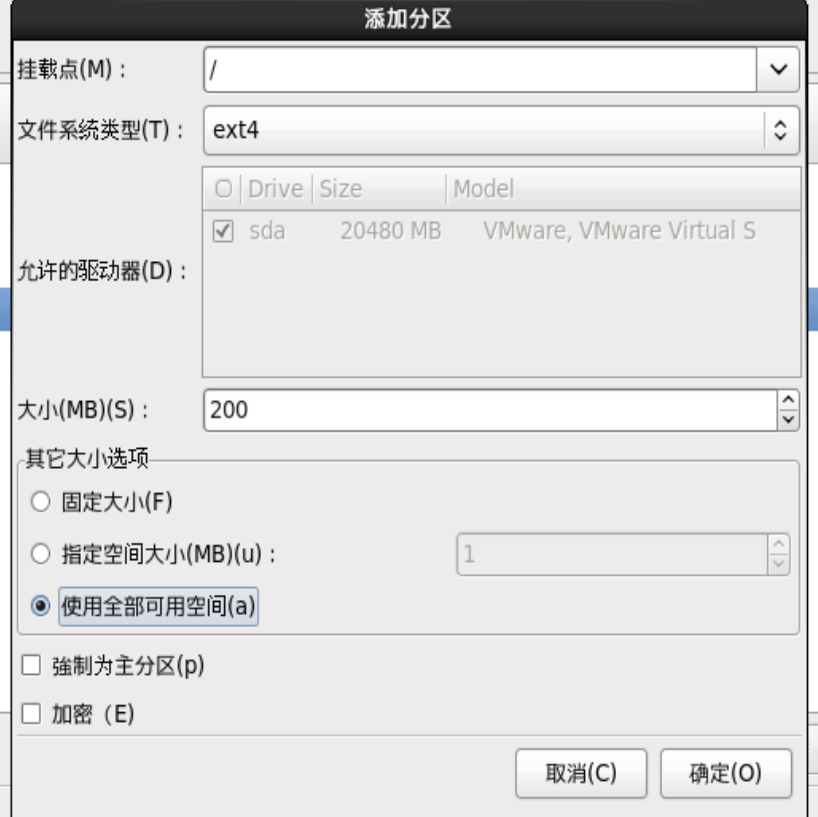 添加分区
挂载点(M)：
/
文件系统类型(T)：
ext4
允许的驱动器(D)：
Drive Size Model
sda 20480 MB VMware, VMware Virtual S
大小(MB)(S)：
200
其它大小选项
固定大小(F)
指定空间大小(MB)(u)：
1
使用全部可用空间(a)
強制为主分区(p)
加密（E)
取消(C)
确定(O)